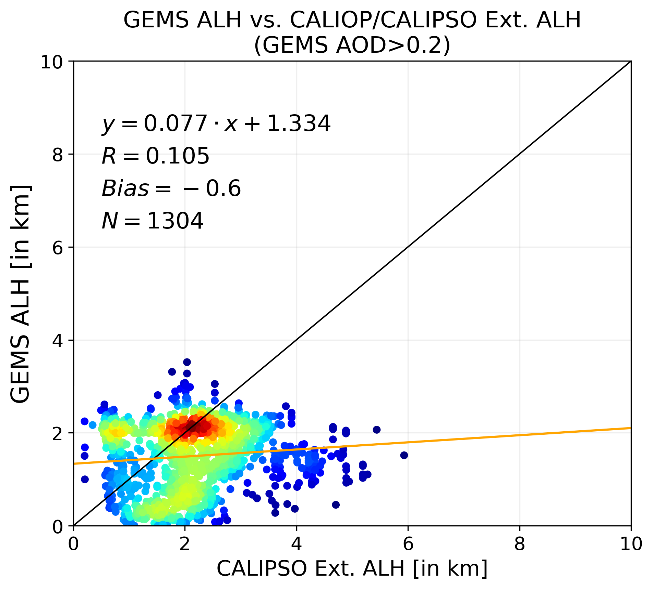 GEMS ALH vs. CALIOP/CALIPSO Ext. ALH
(GEMS AOD>0.2)
10
8
6
4
2
0
GEMS ALH [in km]
y = 0.077 · x + 1.334
R = 0.105
Bias = − 0.6
N = 1304
0 2 4 6 8 10
CALIPSO Ext. ALH [in km]